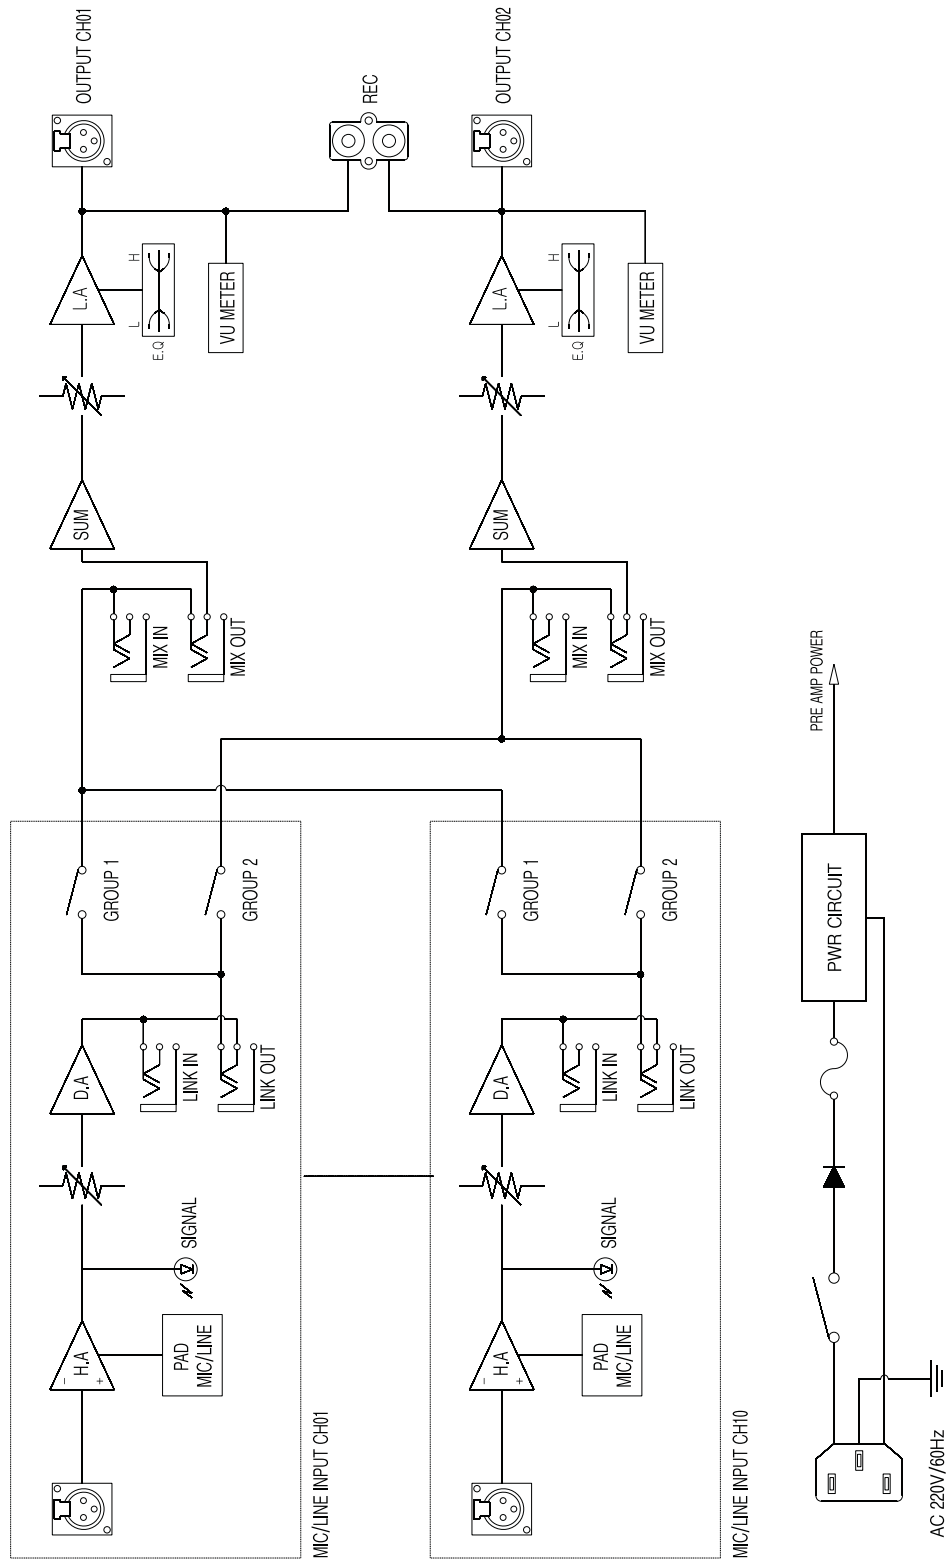 OUTPUT CH01
REC
OUTPUT CH02
L.A
H
L
E.Q
VU METER
L.A
H
L
E.Q
VU METER
SUM
SUM
MIX IN
MIX OUT
MIX IN
MIX OUT
PRE AMP POWER
GROUP 1
GROUP 2
GROUP 1
GROUP 2
PWR CIRCUIT
D.A
LINK IN
LINK OUT
D.A
LINK IN
LINK OUT
SIGNAL
SIGNAL
H.A
-
+
PAD
MIC/LINE
H.A
-
+
PAD
MIC/LINE
MIC/LINE INPUT CH01
MIC/LINE INPUT CH10
AC 220V/60Hz